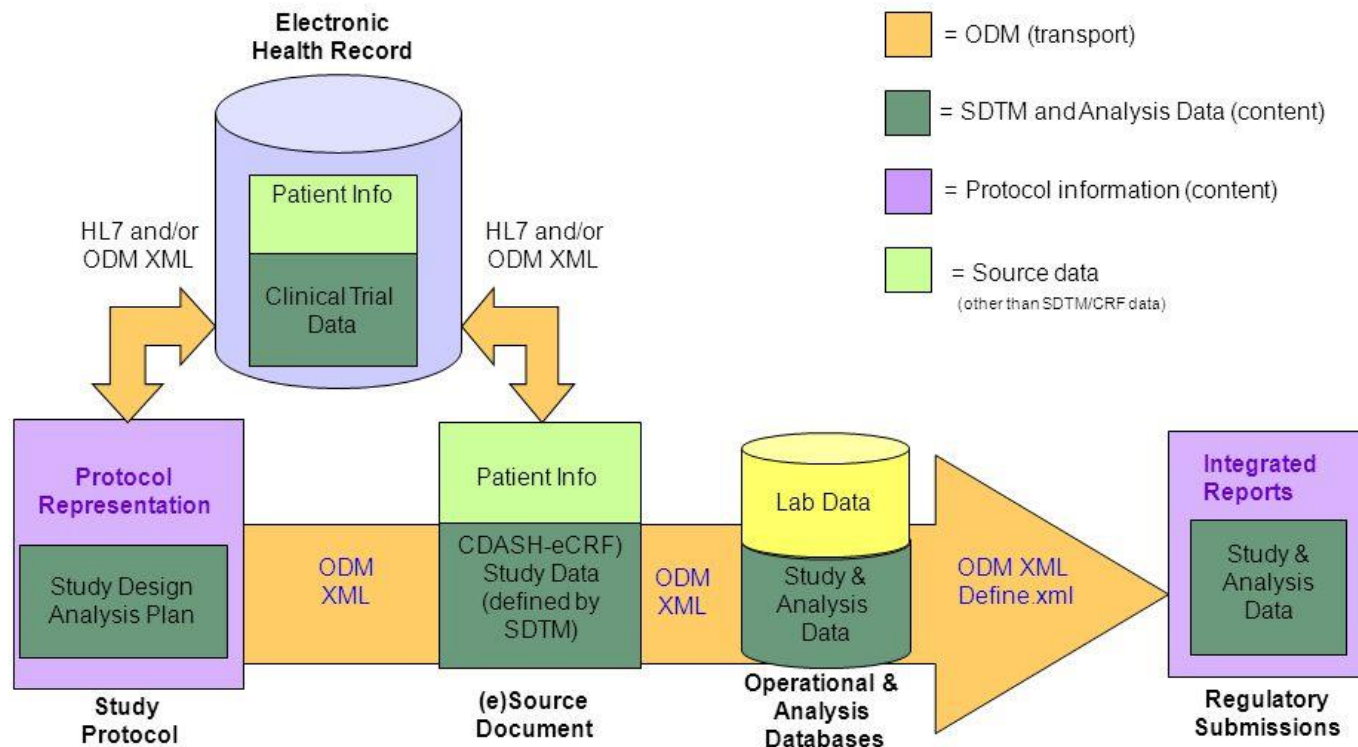 Electronic
Health Record
= ODM (transport)
= SDTM and Analysis Data (content)
= Protocol information (content)
= Source data
(other than SDTM/CRF data)
Patient Info
Clinical Trial
Data
HL7 and/or
ODM XML
HL7 and/or
ODM XML
Protocol
Representation
Study Design
Analysis Plan
Study
Protocol
ODM
XML
Patient Info
CDASH-eCRF)
Study Data
(defined by
SDTM)
(e)Source
Document
ODM
XML
Lab Data
Study &
Analysis
Data
Operational &
Analysis
Databases
ODM XML
Define.xml
Integrated
Reports
Study &
Analysis
Data
Regulatory
Submissions